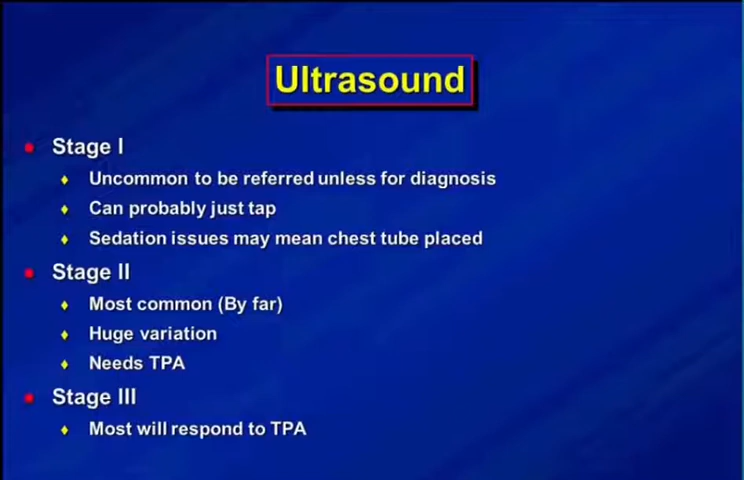 Ultrasound
Stage I
Uncommon to be referred unless for diagnosis
Can probably just tap
Sedation issues may mean chest tube placed
Stage II
Most common (By far)
Huge variation
Needs TPA
Stage III
Most will respond to TPA